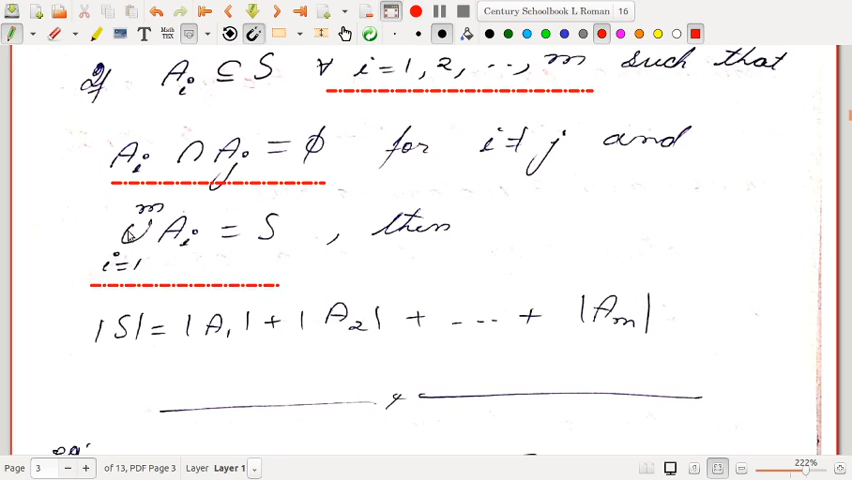 Century Schoolbook L Roman 16
If Aᵢ ⊆ S ∀ i=1, 2, ..., m such that
Aᵢ ∩ Aⱼ = ϕ for i≠j and
m
∪ Aᵢ = S , then
i=1
|S| = |A₁| + |A₂| + ---- + |Aₘ|
x
Page 3 of 13, PDF Page 3 Layer Layer 1 222%